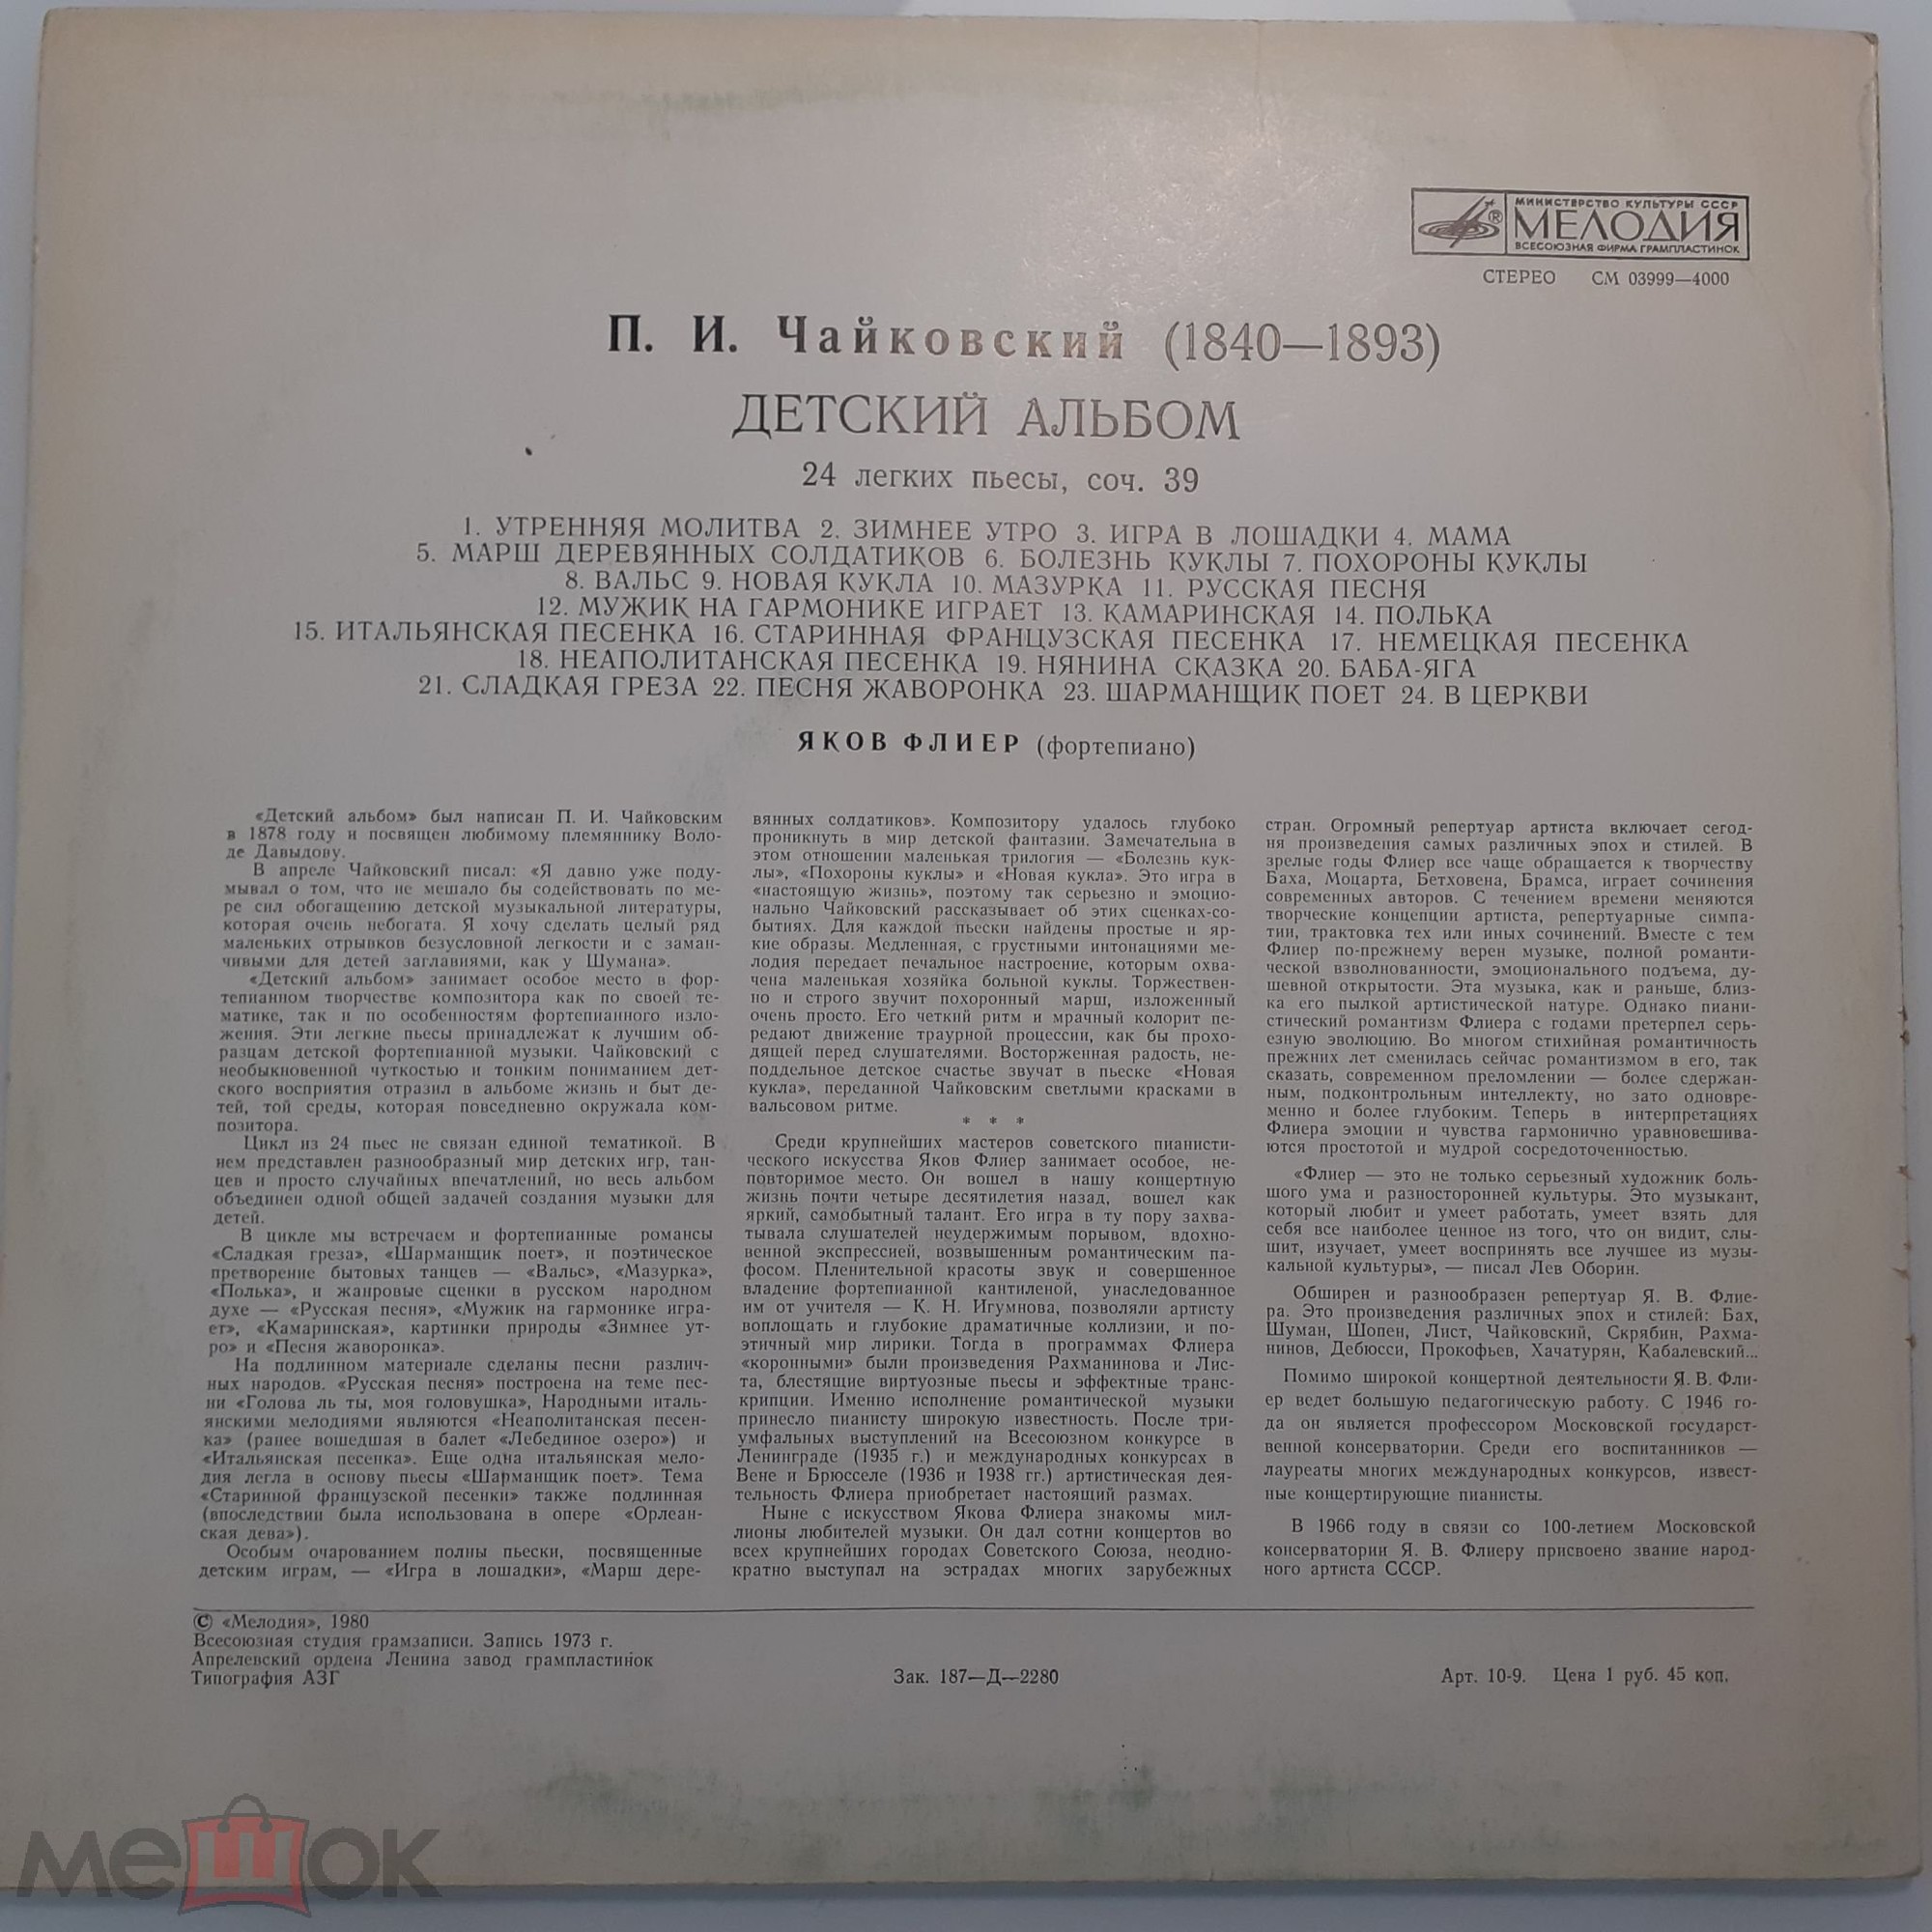 МИНИСТЕРСТВО КУЛЬТУРЫ СССР
МЕЛОДИЯ
ВСЕСОЮЗНАЯ ФИРМА ГРАМПЛАСТИНОК
СТЕРЕО СМ 03999—4000
П. И. Чайковский (1840—1893)
ДЕТСКИЙ АЛЬБОМ
24 легких пьесы, соч. 39
1. УТРЕННЯЯ МОЛИТВА 2. ЗИМНЕЕ УТРО 3. ИГРА В ЛОШАДКИ 4. МАМА
5. МАРШ ДЕРЕВЯННЫХ СОЛДАТИКОВ 6. БОЛЕЗНЬ КУКЛЫ 7. ПОХОРОНЫ КУКЛЫ
8. ВАЛЬС 9. НОВАЯ КУКЛА 10. МАЗУРКА 11. РУССКАЯ ПЕСНЯ
12. МУЖИК НА ГАРМОНИКЕ ИГРАЕТ 13. КАМАРИНСКАЯ 14. ПОЛЬКА
15. ИТАЛЬЯНСКАЯ ПЕСЕНКА 16. СТАРИННАЯ ФРАНЦУЗСКАЯ ПЕСЕНКА 17. НЕМЕЦКАЯ ПЕСЕНКА
18. НЕАПОЛИТАНСКАЯ ПЕСЕНКА 19. НЯНИНА СКАЗКА 20. БАБА-ЯГА
21. СЛАДКАЯ ГРЕЗА 22. ПЕСНЯ ЖАВОРОНКА 23. ШАРМАНЩИК ПОЕТ 24. В ЦЕРКВИ
ЯКОВ ФЛИЕР (фортепиано)
«Детский альбом» был написан П. И. Чайковским
в 1878 году и посвящен любимому племяннику Воло-
де Давыдову.
В апреле Чайковский писал: «Я давно уже поду-
мывал о том, что не мешало бы содействовать по ме-
ре сил обогащению детской музыкальной литературы,
которая очень небогата. Я хочу сделать целый ряд
маленьких отрывков безусловной легкости и с заман-
чивыми для детей заглавиями, как у Шумана».
«Детский альбом» занимает особое место в фор-
тепианном творчестве композитора как по своей те-
матике, так и по особенностям фортепианного изло-
жения. Эти легкие пьесы принадлежат к лучшим об-
разцам детской фортепианной музыки. Чайковский с
необыкновенной чуткостью и тонким пониманием дет-
ского восприятия отразил в альбоме жизнь и быт де-
тей, той среды, которая повседневно окружала ком-
позитора.
Цикл из 24 пьес не связан единой тематикой. В
нем представлен разнообразный мир детских игр, тан-
цев и просто случайных впечатлений, но весь альбом
объединен одной общей задачей создания музыки для
детей.
В цикле мы встречаем и фортепианные романсы
«Сладкая греза», «Шарманщик поет», и поэтическое
претворение бытовых танцев — «Вальс», «Мазурка»,
«Полька», и жанровые сценки в русском народном
духе — «Русская песня», «Мужик на гармонике игра-
ет», «Камаринская», картинки природы «Зимнее ут-
ро» и «Песня жаворонка».
На подлинном материале сделаны песни различ-
ных народов. «Русская песня» построена на теме пес-
ни «Голова ль ты, моя головушка», Народными италь-
янскими мелодиями являются «Неаполитанская песен-
ка» (ранее вошедшая в балет «Лебединое озеро») и
«Итальянская песенка». Еще одна итальянская мело-
дия легла в основу пьесы «Шарманщик поет». Тема
«Старинной французской песенки» также подлинная
(впоследствии была использована в опере «Орлеан-
ская дева»).
Особым очарованием полны пьески, посвященные
детским играм, — «Игра в лошадки», «Марш дере-
вянных солдатиков». Композитору удалось глубоко
проникнуть в мир детской фантазии. Замечательна в
этом отношении маленькая трилогия — «Болезнь кук-
лы», «Похороны куклы» и «Новая кукла». Это игра в
«настоящую жизнь», поэтому так серьезно и эмоцио-
нально Чайковский рассказывает об этих сценках-со-
бытиях. Для каждой пьески найдены простые и яр-
кие образы. Медленная, с грустными интонациями ме-
лодия передает печальное настроение, которым охва-
чена маленькая хозяйка больной куклы. Торжествен-
но и строго звучит похоронный марш, изложенный
очень просто. Его четкий ритм и мрачный колорит пе-
редают движение траурной процессии, как бы прохо-
дящей перед слушателями. Восторженная радость, не-
поддельное детское счастье звучат в пьеске «Новая
кукла», переданной Чайковским светлыми красками в
вальсовом ритме.
* * *
Среди крупнейших мастеров советского пианисти-
ческого искусства Яков Флиер занимает особое, не-
повторимое место. Он вошел в нашу концертную
жизнь почти четыре десятилетия назад, вошел как
яркий, самобытный талант. Его игра в ту пору захва-
тывала слушателей неудержимым порывом, вдохно-
венной экспрессией, возвышенным романтическим па-
фосом. Пленительной красоты звук и совершенное
владение фортепианной кантиленой, унаследованное
им от учителя — К. Н. Игумнова, позволяли артисту
воплощать и глубокие драматичные коллизии, и по-
этичный мир лирики. Тогда в программах Флиера
«коронными» были произведения Рахманинова и Лис-
та, блестящие виртуозные пьесы и эффектные транс-
крипции. Именно исполнение романтической музыки
принесло пианисту широкую известность. После три-
умфальных выступлений на Всесоюзном конкурсе в
Ленинграде (1935 г.) и международных конкурсах в
Вене и Брюсселе (1936 и 1938 гг.) артистическая дея-
тельность Флиера приобретает настоящий размах.
Ныне с искусством Якова Флиера знакомы мил-
лионы любителей музыки. Он дал сотни концертов во
всех крупнейших городах Советского Союза, неодно-
кратно выступал на эстрадах многих зарубежных
стран. Огромный репертуар артиста включает сегод-
ня произведения самых различных эпох и стилей. В
зрелые годы Флиер все чаще обращается к творчеству
Баха, Моцарта, Бетховена, Брамса, играет сочинения
современных авторов. С течением времени меняются
творческие концепции артиста, репертуарные симпа-
тии, трактовка тех или иных сочинений. Вместе с тем
Флиер по-прежнему верен музыке, полной романти-
ческой взволнованности, эмоционального подъема, ду-
шевной открытости. Эта музыка, как и раньше, близ-
ка его пылкой артистической натуре. Однако пиани-
стический романтизм Флиера с годами претерпел серь-
езную эволюцию. Во многом стихийная романтичность
прежних лет сменилась сейчас романтизмом в его, так
сказать, современном преломлении — более сдержан-
ным, подконтрольным интеллекту, но зато одновре-
менно и более глубоким. Теперь в интерпретациях
Флиера эмоции и чувства гармонично уравновешива-
ются простотой и мудрой сосредоточенностью.
«Флиер — это не только серьезный художник боль-
шого ума и разносторонней культуры. Это музыкант,
который любит и умеет работать, умеет взять для
себя все наиболее ценное из того, что он видит, слы-
шит, изучает, умеет воспринять все лучшее из музы-
кальной культуры», — писал Лев Оборин.
Обширен и разнообразен репертуар Я. В. Флие-
ра. Это произведения различных эпох и стилей: Бах,
Шуман, Шопен, Лист, Чайковский, Скрябин, Рахма-
нинов, Дебюсси, Прокофьев, Хачатурян, Кабалевский...
Помимо широкой концертной деятельности Я. В. Фли-
ер ведет большую педагогическую работу. С 1946 го-
да он является профессором Московской государст-
венной консерватории. Среди его воспитанников —
лауреаты многих международных конкурсов, извест-
ные концертирующие пианисты.
В 1966 году в связи со 100-летием Московской
консерватории Я. В. Флиеру присвоено звание народ-
ного артиста СССР.
© «Мелодия», 1980
Всесоюзная студия грамзаписи. Запись 1973 г.
Апрелевский ордена Ленина завод грампластинок
Типография АЗГ
Зак. 187—Д—2280
Арт. 10-9. Цена 1 руб. 45 коп.
мешок